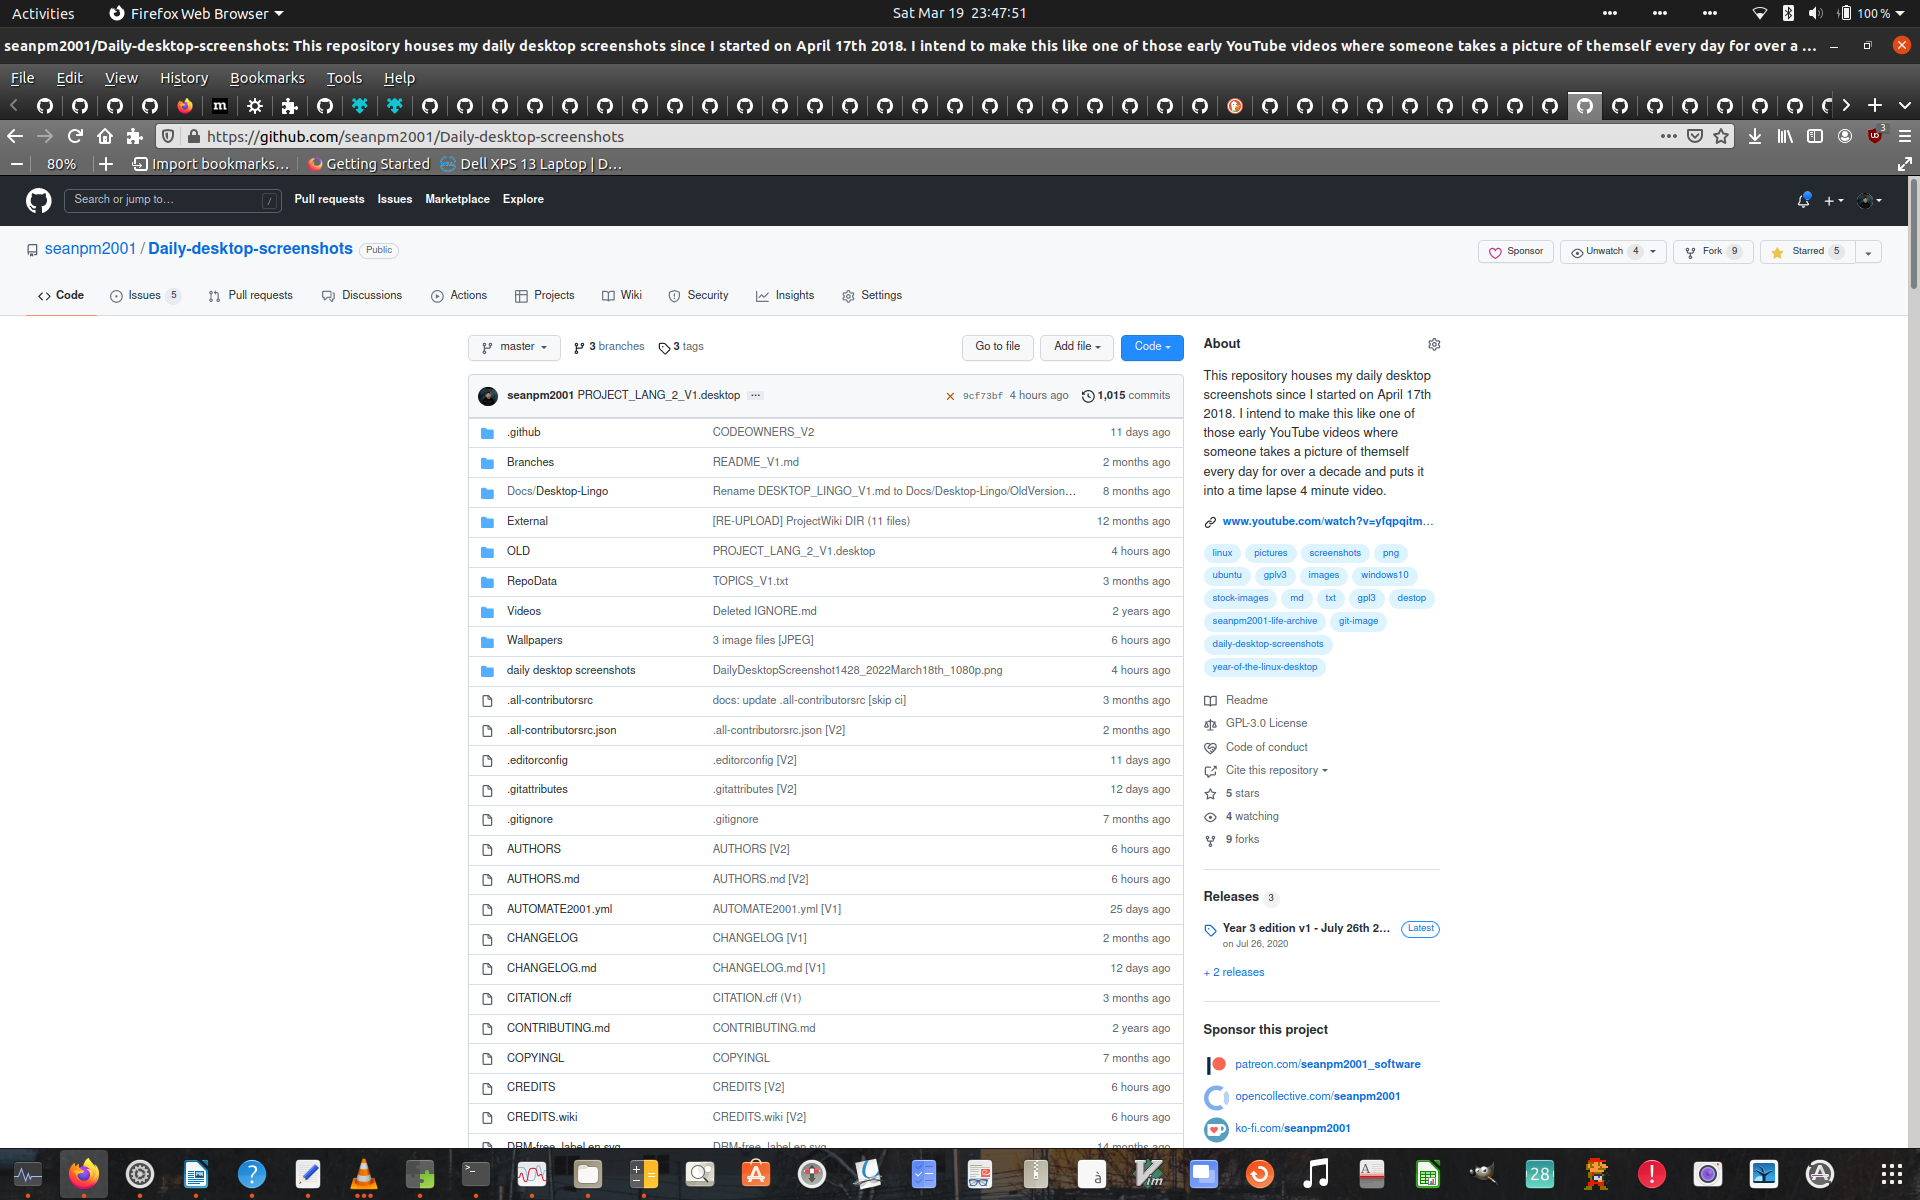 Activities
Firefox Web Browser
Sat Mar 19 23:47:51
100 %
seanpm2001/Daily-desktop-screenshots: This repository houses my daily desktop screenshots since I started on April 17th 2018. I intend to make this like one of those early YouTube videos where someone takes a picture of themself every day for over a ...
File Edit View History Bookmarks Tools Help
https://github.com/seanpm2001/Daily-desktop-screenshots
3
80%
Import bookmarks...
Getting Started
Dell XPS 13 Laptop | D...
Search or jump to...
/
Pull requests Issues Marketplace Explore
seanpm2001 / Daily-desktop-screenshots Public
Sponsor
Unwatch 4
Fork 9
Starred 5
Code
Issues 5
Pull requests
Discussions
Actions
Projects
Wiki
Security
Insights
Settings
master
3 branches
3 tags
Go to file
Add file
Code
seanpm2001 PROJECT_LANG_2_V1.desktop ...
9cf73bf 4 hours ago
1,015 commits
.github CODEOWNERS_V2 11 days ago
Branches README_V1.md 2 months ago
Docs/Desktop-Lingo Rename DESKTOP_LINGO_V1.md to Docs/Desktop-Lingo/OldVersion... 8 months ago
External [RE-UPLOAD] ProjectWiki DIR (11 files) 12 months ago
OLD PROJECT_LANG_2_V1.desktop 4 hours ago
RepoData TOPICS_V1.txt 3 months ago
Videos Deleted IGNORE.md 2 years ago
Wallpapers 3 image files [JPEG] 6 hours ago
daily desktop screenshots DailyDesktopScreenshot1428_2022March18th_1080p.png 4 hours ago
.all-contributorsrc docs: update .all-contributorsrc [skip ci] 3 months ago
.all-contributorsrc.json .all-contributorsrc.json [V2] 2 months ago
.editorconfig .editorconfig [V2] 11 days ago
.gitattributes .gitattributes [V2] 12 days ago
.gitignore .gitignore 7 months ago
AUTHORS AUTHORS [V2] 6 hours ago
AUTHORS.md AUTHORS.md [V2] 6 hours ago
AUTOMATE2001.yml AUTOMATE2001.yml [V1] 25 days ago
CHANGELOG CHANGELOG [V1] 2 months ago
CHANGELOG.md CHANGELOG.md [V1] 12 days ago
CITATION.cff CITATION.cff (V1) 3 months ago
CONTRIBUTING.md CONTRIBUTING.md 2 years ago
COPYINGL COPYINGL 7 months ago
CREDITS CREDITS [V2] 6 hours ago
CREDITS.wiki CREDITS.wiki [V2] 6 hours ago
DRM-free_label.en.svg DRM-free_label.en.svg 14 months ago
About
This repository houses my daily desktop
screenshots since I started on April 17th
2018. I intend to make this like one of
those early YouTube videos where
someone takes a picture of themself
every day for over a decade and puts it
into a time lapse 4 minute video.
www.youtube.com/watch?v=yfqpqitm...
linux pictures screenshots png
ubuntu gplv3 images windows10
stock-images md txt gpl3 destop
seanpm2001-life-archive git-image
daily-desktop-screenshots
year-of-the-linux-desktop
Readme
GPL-3.0 License
Code of conduct
Cite this repository
5 stars
4 watching
9 forks
Releases 3
Year 3 edition v1 - July 26th 2... Latest
on Jul 26, 2020
+ 2 releases
Sponsor this project
patreon.com/seanpm2001_software
opencollective.com/seanpm2001
ko-fi.com/seanpm2001
28